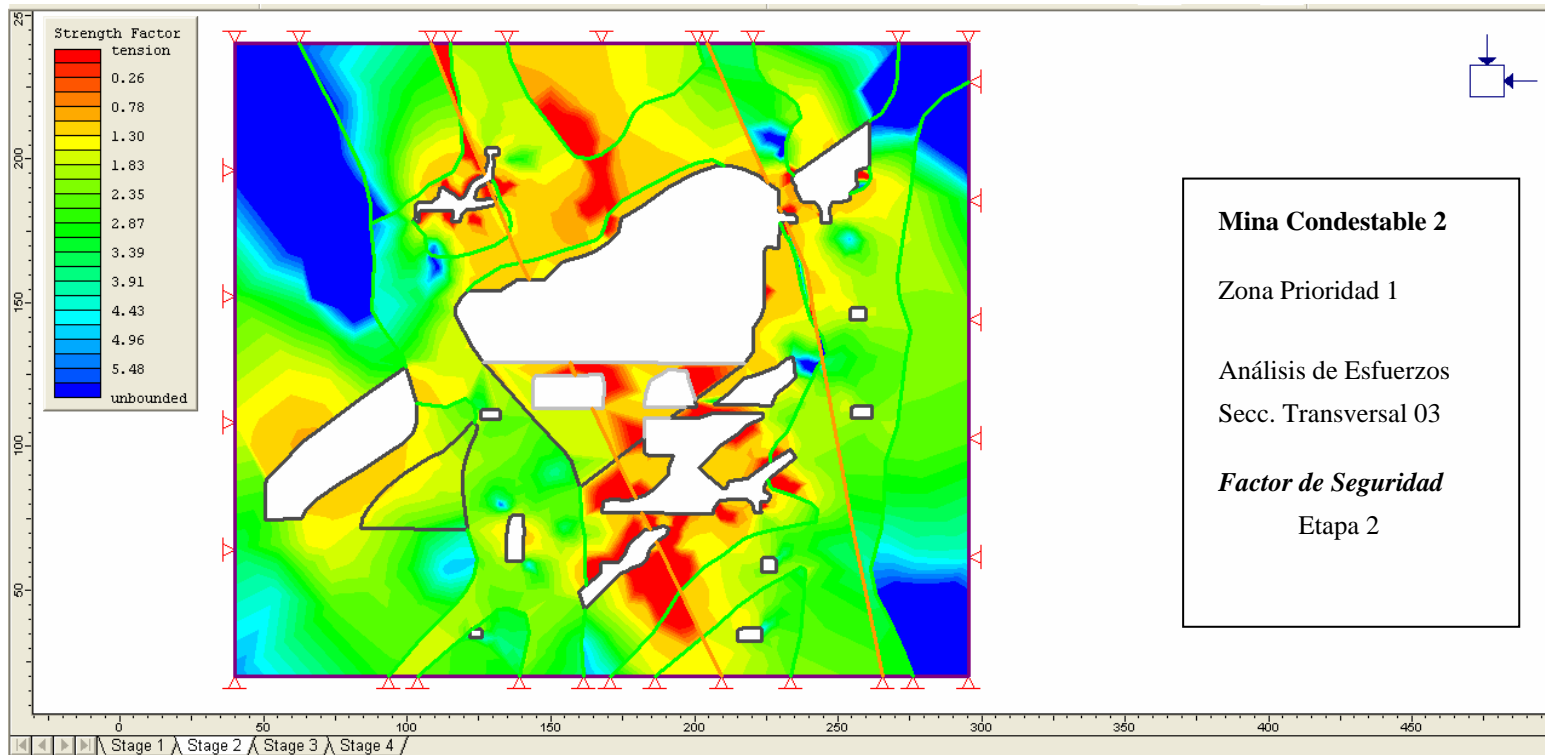 Strength Factor
tension
0.26
0.78
1.30
1.83
2.35
2.87
3.39
3.91
4.43
4.96
5.48
unbounded
Mina Condestable 2
Zona Prioridad 1
Análisis de Esfuerzos
Secc. Transversal 03
Factor de Seguridad
Etapa 2
25
200
150
100
50
0 50 100 150 200 250 300 350 400 450
Stage 1 Stage 2 Stage 3 Stage 4